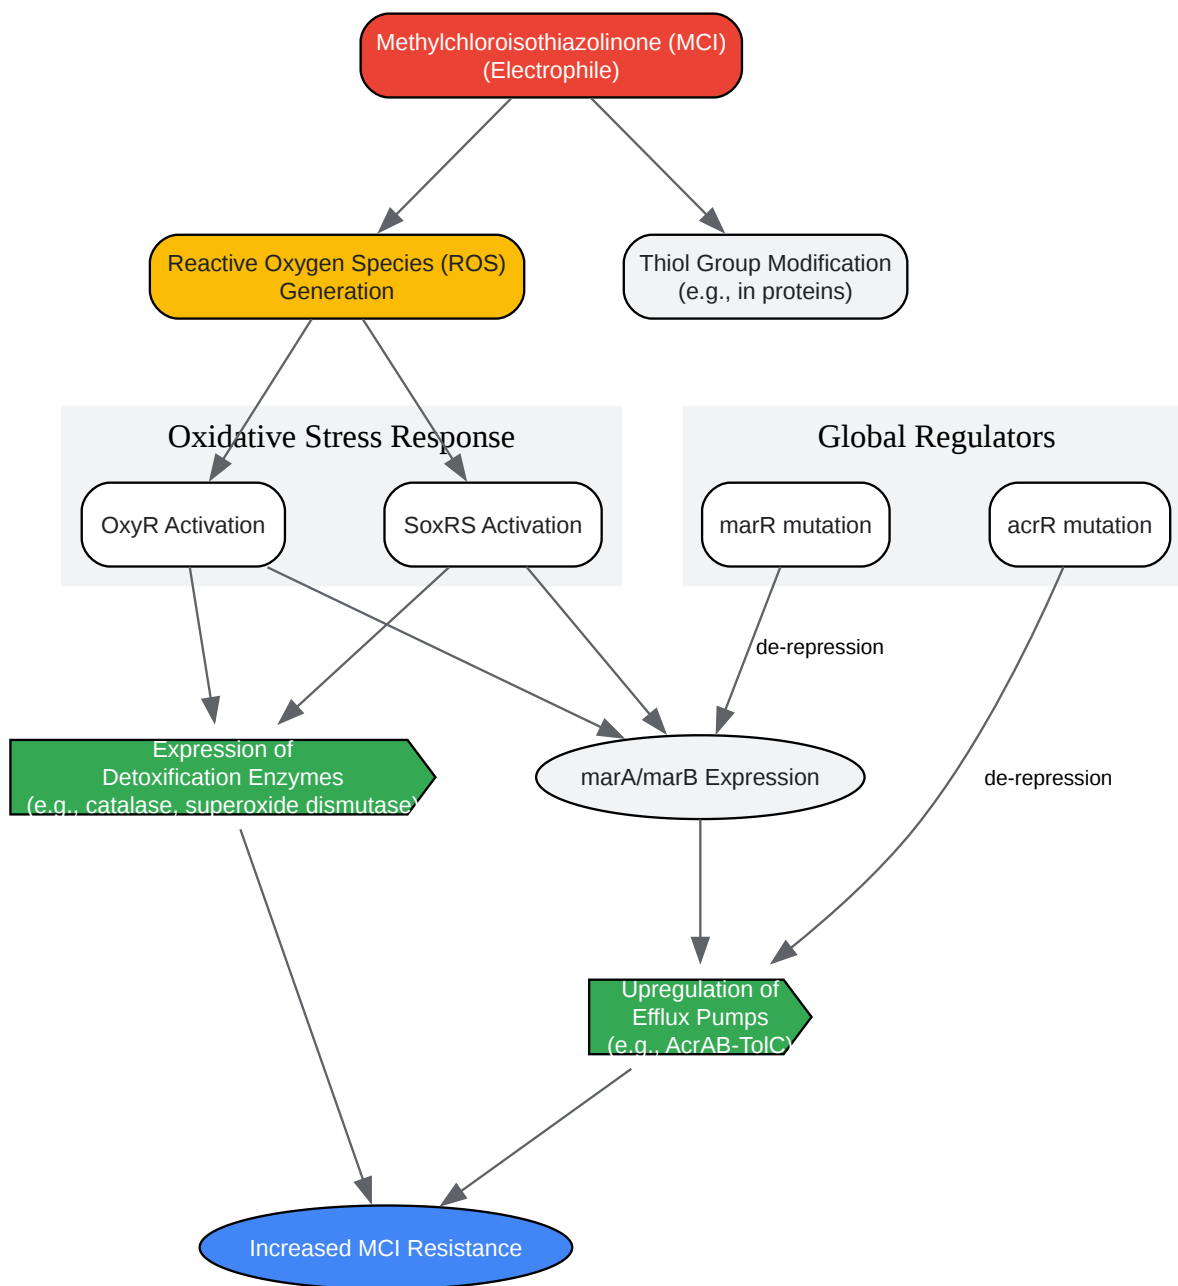 Methylchloroisothiazolinone (MCI)
(Electrophile)
Reactive Oxygen Species (ROS)
Generation
Thiol Group Modification
(e.g., in proteins)
Oxidative Stress Response
Global Regulators
OxyR Activation
SoxRS Activation
marR mutation
acrR mutation
de-repression
Expression of
Detoxification Enzymes
(e.g., catalase, superoxide dismutase)
marA/marB Expression
de-repression
Upregulation of
Efflux Pumps
(e.g., AcrAB-TolC)
Increased MCI Resistance